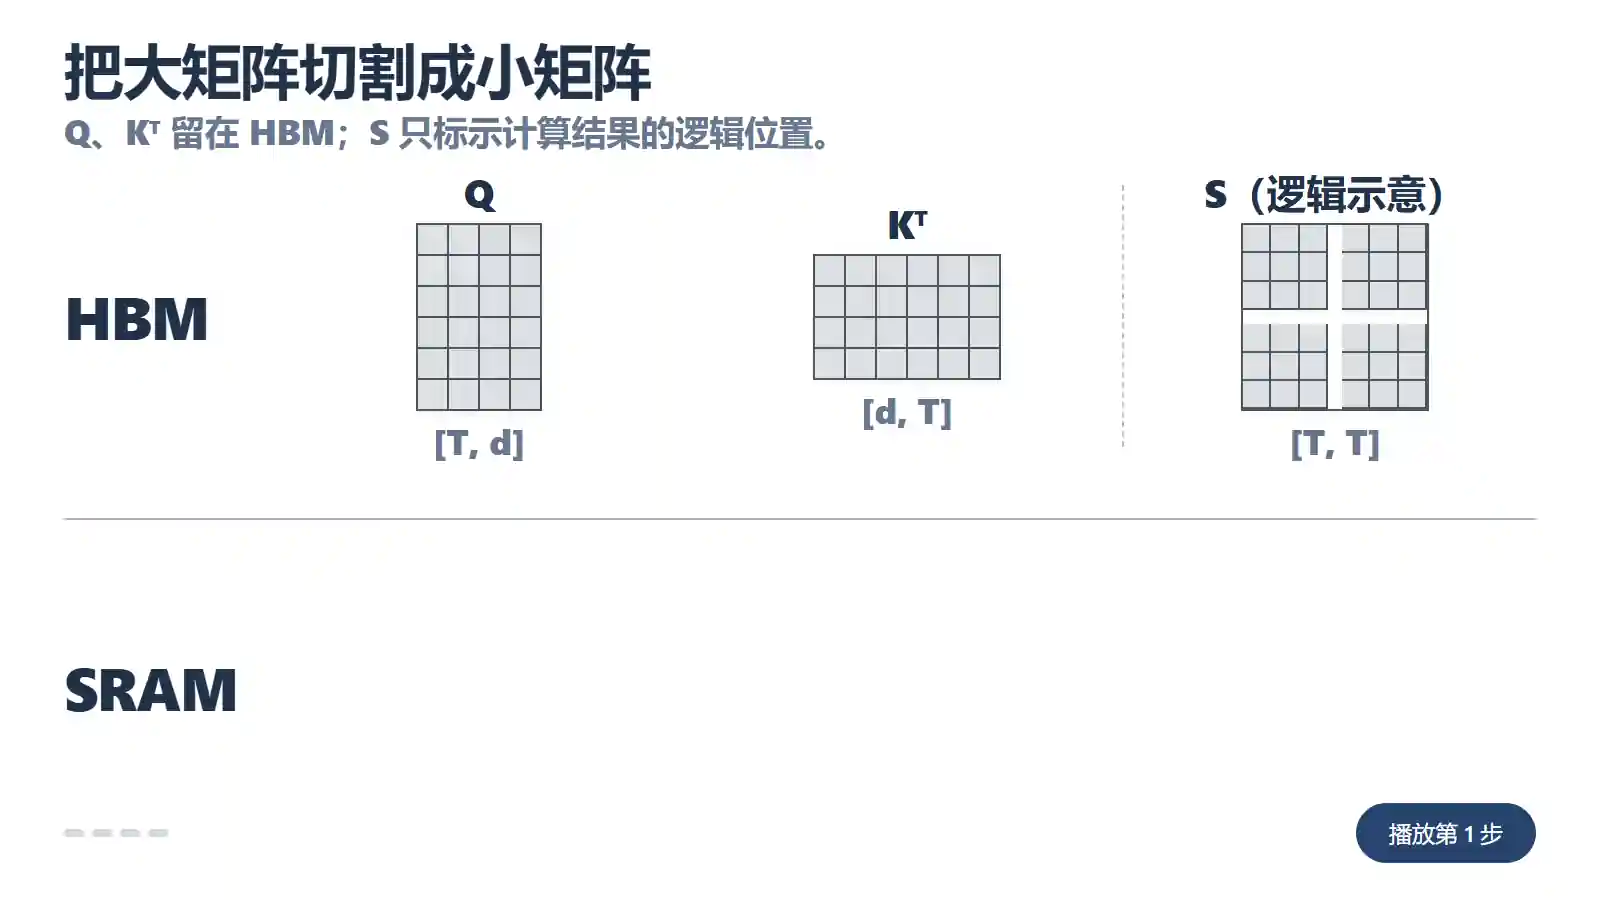 把大矩阵切割成小矩阵
Q、Kᵀ 留在 HBM；S 只标示计算结果的逻辑位置。
Q
Kᵀ
S（逻辑示意）
HBM
[T, d]
[d, T]
[T, T]
SRAM
播放第 1 步